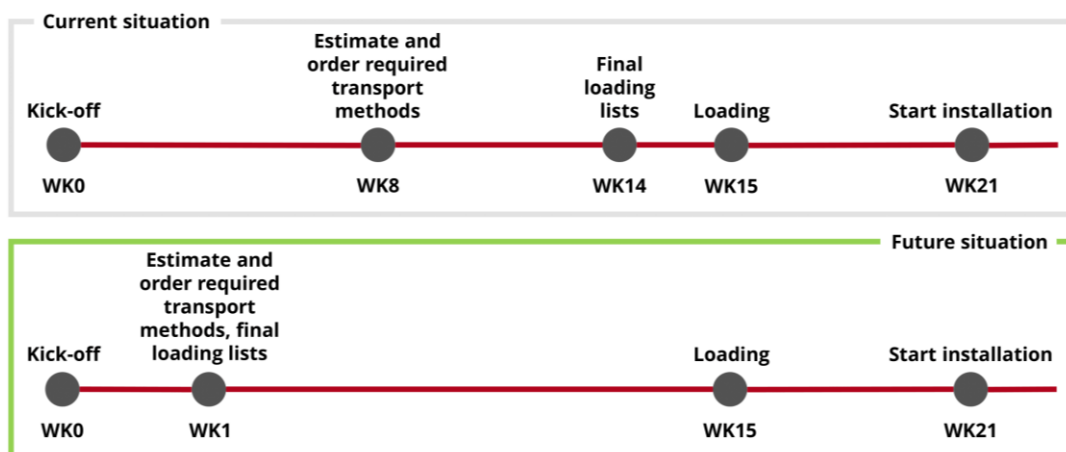 Current situation
Estimate and
order required
transport
methods
Final
loading
lists
Kick-off
Loading
Start installation
WK0
WK8
WK14
WK15
WK21
Future situation
Estimate and
order required
transport
methods, final
loading lists
Kick-off
Loading
Start installation
WK0
WK1
WK15
WK21